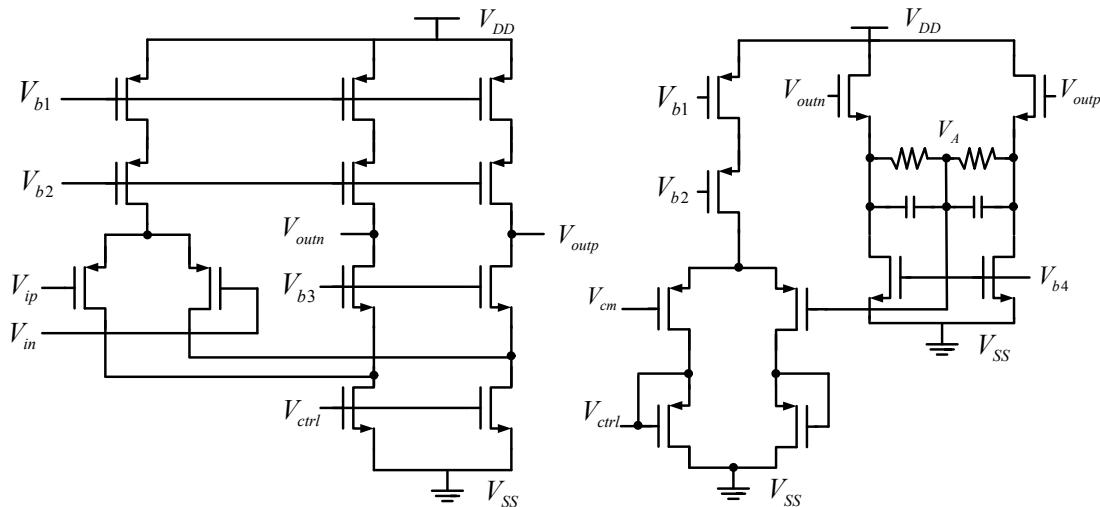 V_DD
V_b1
V_b2
V_outn
V_outp
V_ip
V_b3
V_in
V_ctrl
V_SS
V_DD
V_b1
V_outn
V_outp
V_A
V_b2
V_cm
V_b4
V_SS
V_ctrl
V_SS